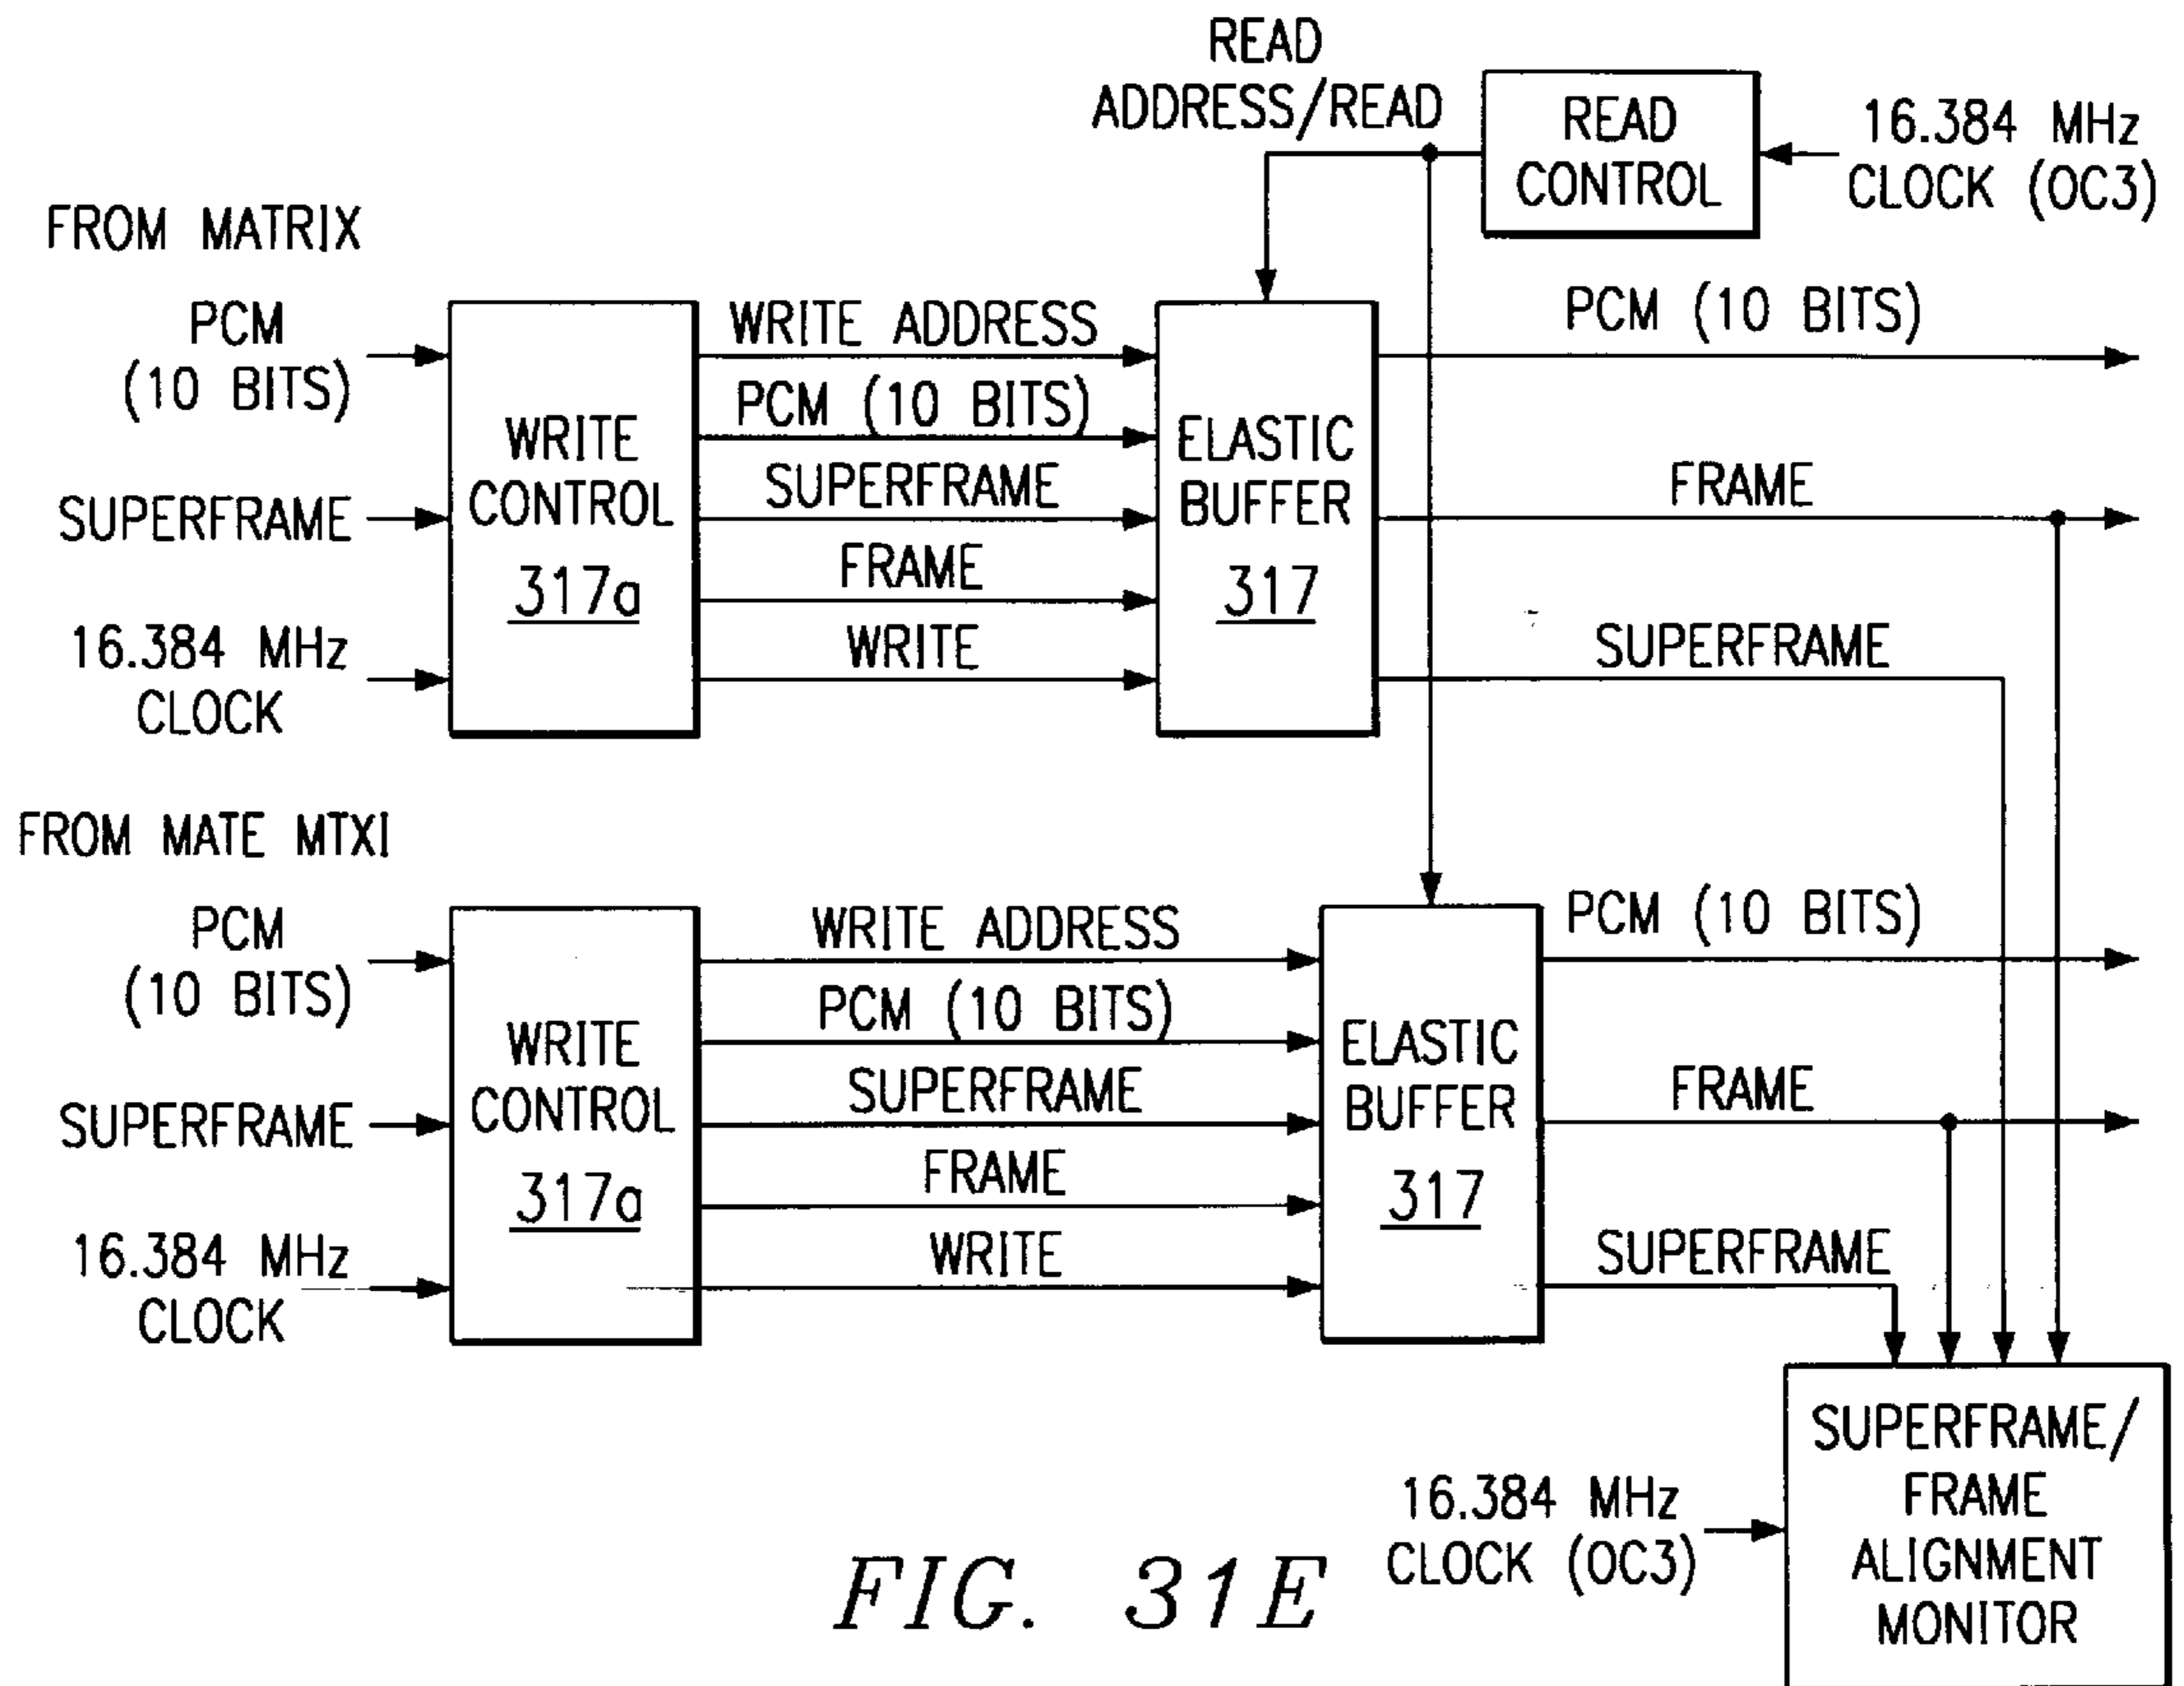 READ
ADDRESS/READ
READ
CONTROL
16.384 MHz
CLOCK (OC3)
FROM MATRIX
PCM
(10 BITS)
SUPERFRAME
16.384 MHz
CLOCK
WRITE
CONTROL
317a
WRITE ADDRESS
PCM (10 BITS)
SUPERFRAME
FRAME
WRITE
ELASTIC
BUFFER
317
PCM (10 BITS)
FRAME
SUPERFRAME
FROM MATE MTXI
PCM
(10 BITS)
SUPERFRAME
16.384 MHz
CLOCK
WRITE
CONTROL
317a
WRITE ADDRESS
PCM (10 BITS)
SUPERFRAME
FRAME
WRITE
ELASTIC
BUFFER
317
PCM (10 BITS)
FRAME
SUPERFRAME
16.384 MHz
CLOCK (OC3)
SUPERFRAME/
FRAME
ALIGNMENT
MONITOR
FIG. 31E